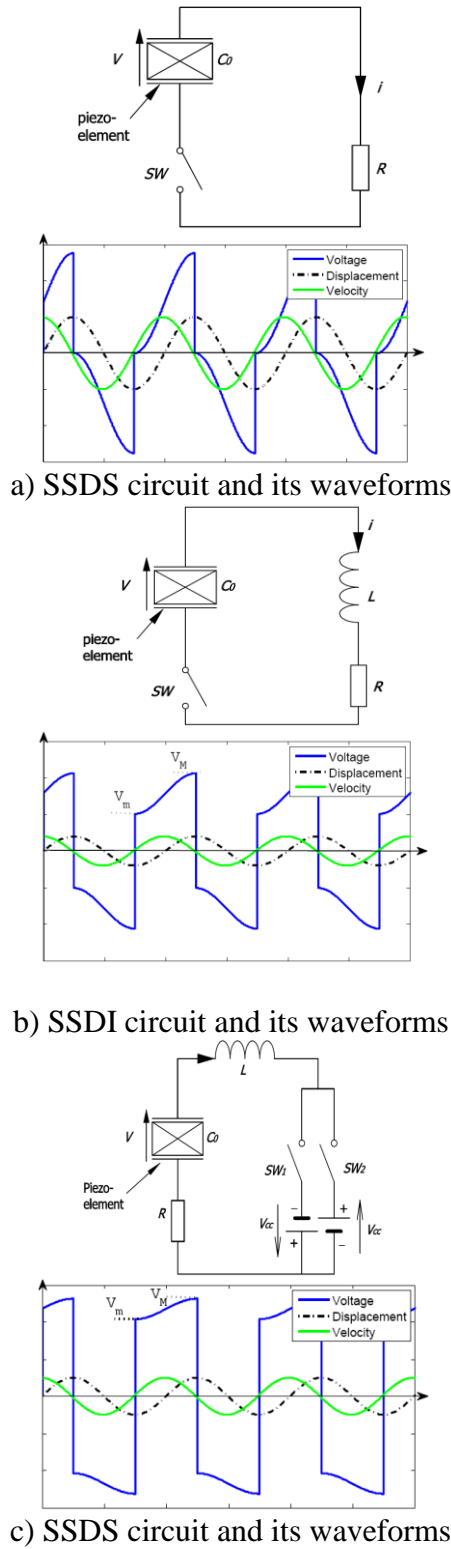 V
C0
piezo-
element
i
SW
R
Voltage
Displacement
Velocity
a) SSDS circuit and its waveforms
i
V
C0
L
piezo-
element
SW
R
Voltage
Displacement
Velocity
VM
Vm
b) SSDI circuit and its waveforms
L
V
C0
Piezo-
element
SW1
SW2
R
Vcc
−
+
+
−
Vcc
Voltage
Displacement
Velocity
VM
Vm
c) SSDS circuit and its waveforms